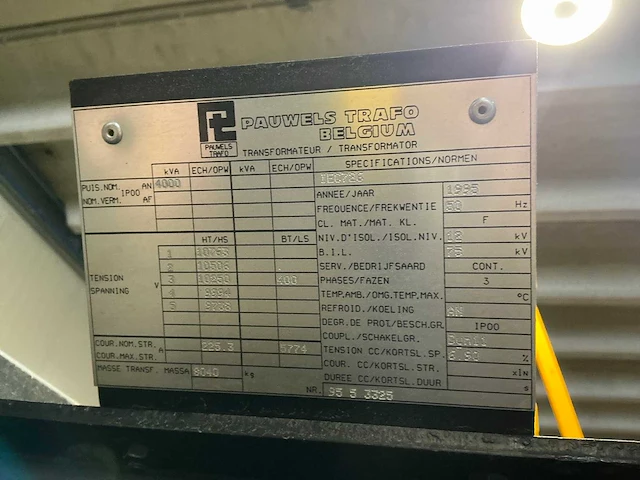 PAUWELS TRAFO
BELGIUM
PAUWELS
TRAFO
TRANSFORMATEUR / TRANSFORMATOR
kVA ECH/OPW kVA ECH/OPW SPECIFICATIONS/NORMEN
PUIS.NOM. IP00 AN 4000
NOM.VERM. AF
ANNEE/JAAR 1995
FREQUENCE/FREKWENTIE 50 Hz
CL. MAT./MAT. KL. F
NIV.D'ISOL./ISOL.NIV. 12 kV
B.I.L. 75 kV
SERV./BEDRIJFSAARD CONT.
PHASES/FAZEN 3
TEMP.AMB./OMG.TEMP.MAX. °C
REFROID./KOELING AN
DEGR.DE PROT/BESCH.GR. IP00
COUPL./SCHAKELGR.
TENSION CC/KORTSL.SP. %
COUR. CC/KORTSL.STR. xIn
DUREE CC/KORTSL.DUUR s
HT/HS BT/LS
TENSION
SPANNING V
1
2 10506
3 10250 400
4
5
COUR.NOM.STR. A 225.3 5774
COUR.MAX.STR.
MASSE TRANSF. MASSA kg
NR. 95 5 3325